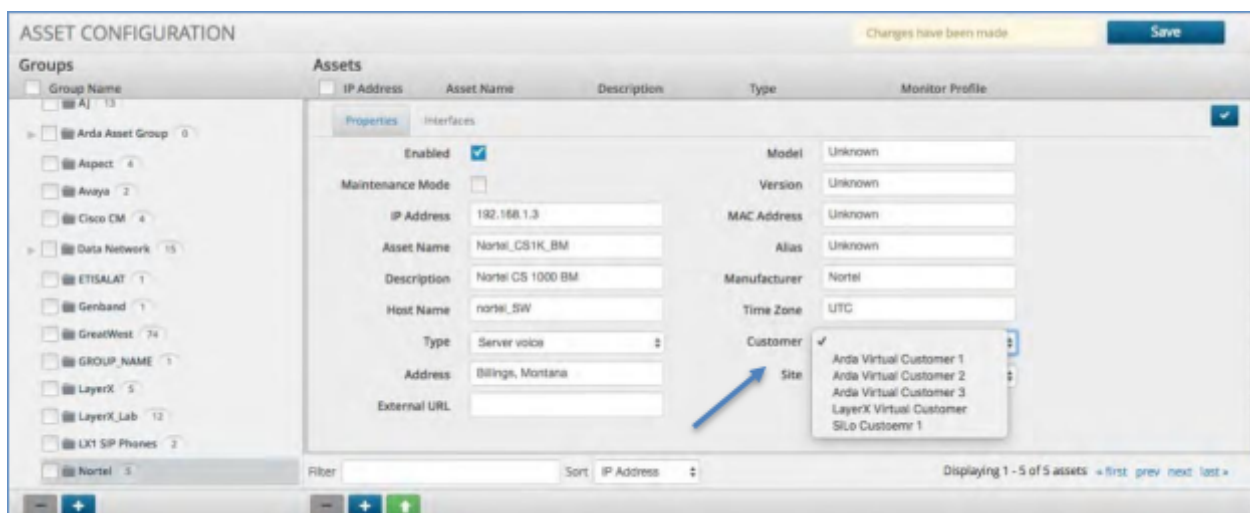 ASSET CONFIGURATION
Changes have been made
Save
Groups
Assets
Group Name
IP Address Asset Name Description Type Monitor Profile
AJ 13
Arda Asset Group 0
Aspect 4
Avaya 2
Cisco CM 4
Data Network 15
ETISALAT 1
Genband 1
GreatWest 74
GROUP_NAME 1
LayerX 5
LayerX_Lab 12
LX1 SIP Phones 2
Nortel 5
Properties Interfaces
Enabled
Maintenance Mode
IP Address 192.168.1.3
Asset Name Nortel_CS1K_BM
Description Nortel CS 1000 BM
Host Name nortel_SW
Type Server voice
Address Billings, Montana
External URL
Model Unknown
Version Unknown
MAC Address Unknown
Alias Unknown
Manufacturer Nortel
Time Zone UTC
Customer
Arda Virtual Customer 1
Arda Virtual Customer 2
Arda Virtual Customer 3
LayerX Virtual Customer
SiLo Custoemr 1
Site
Filter Sort IP Address Displaying 1 - 5 of 5 assets «first prev next last»